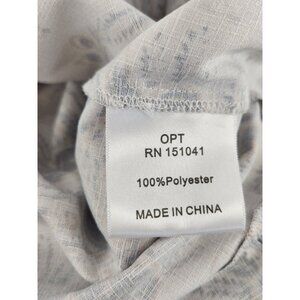 OPT
RN 151041
100%Polyester
MADE IN CHINA